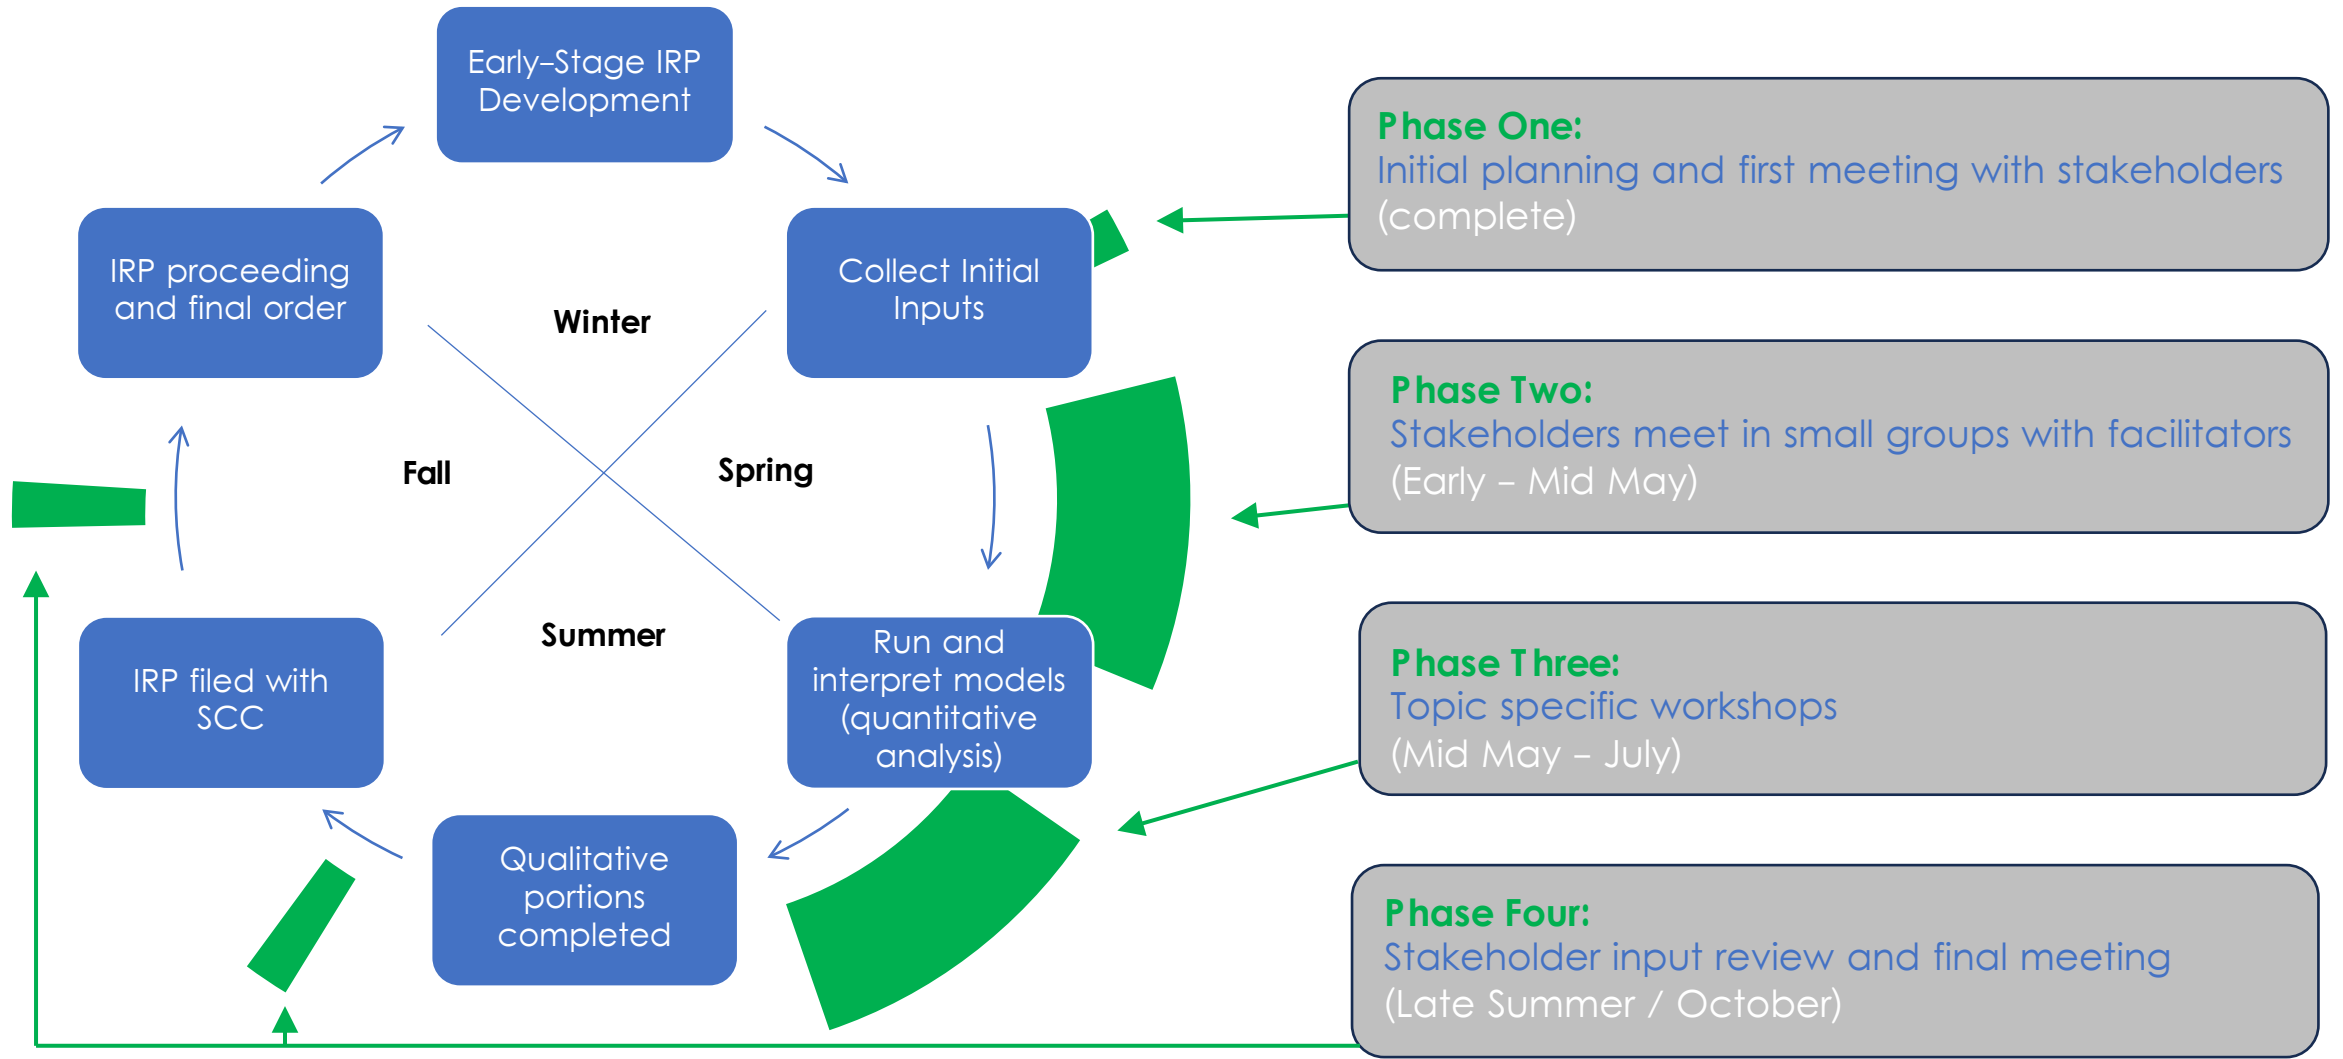 Early–Stage IRP
Development
Collect Initial
Inputs
Run and
interpret models
(quantitative
analysis)
Qualitative
portions
completed
IRP filed with
SCC
IRP proceeding
and final order
Winter
Spring
Summer
Fall
Phase One:
Initial planning and first meeting with stakeholders
(complete)
Phase Two:
Stakeholders meet in small groups with facilitators
(Early – Mid May)
Phase Three:
Topic specific workshops
(Mid May – July)
Phase Four:
Stakeholder input review and final meeting
(Late Summer / October)